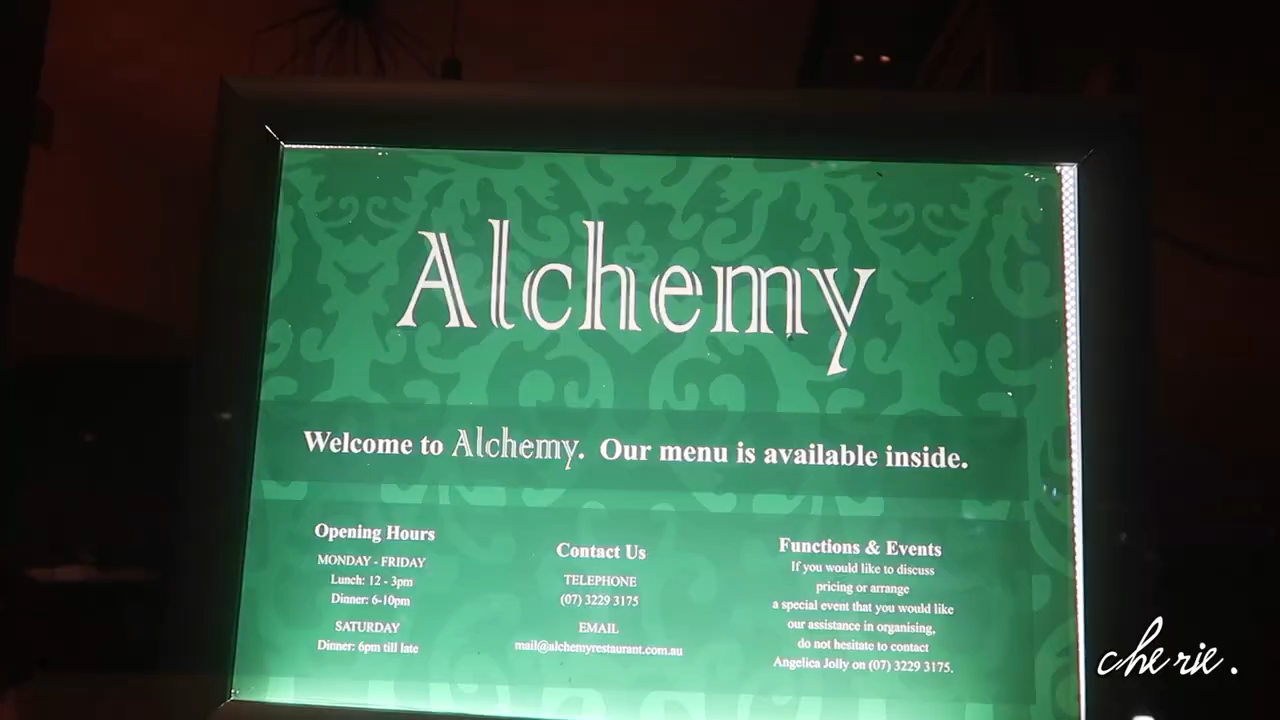 Alchemy
Welcome to Alchemy. Our menu is available inside.
Opening Hours
MONDAY - FRIDAY
Lunch: 12 - 3pm
Dinner: 6-10pm
SATURDAY
Dinner: 6pm till late
Contact Us
TELEPHONE
(07) 3229 3175
EMAIL
mail@alchemyrestaurant.com.au
Functions & Events
If you would like to discuss
pricing or arrange
a special event that you would like
our assistance in organising,
do not hesitate to contact
Angelica Jolly on (07) 3229 3175.
che rie.